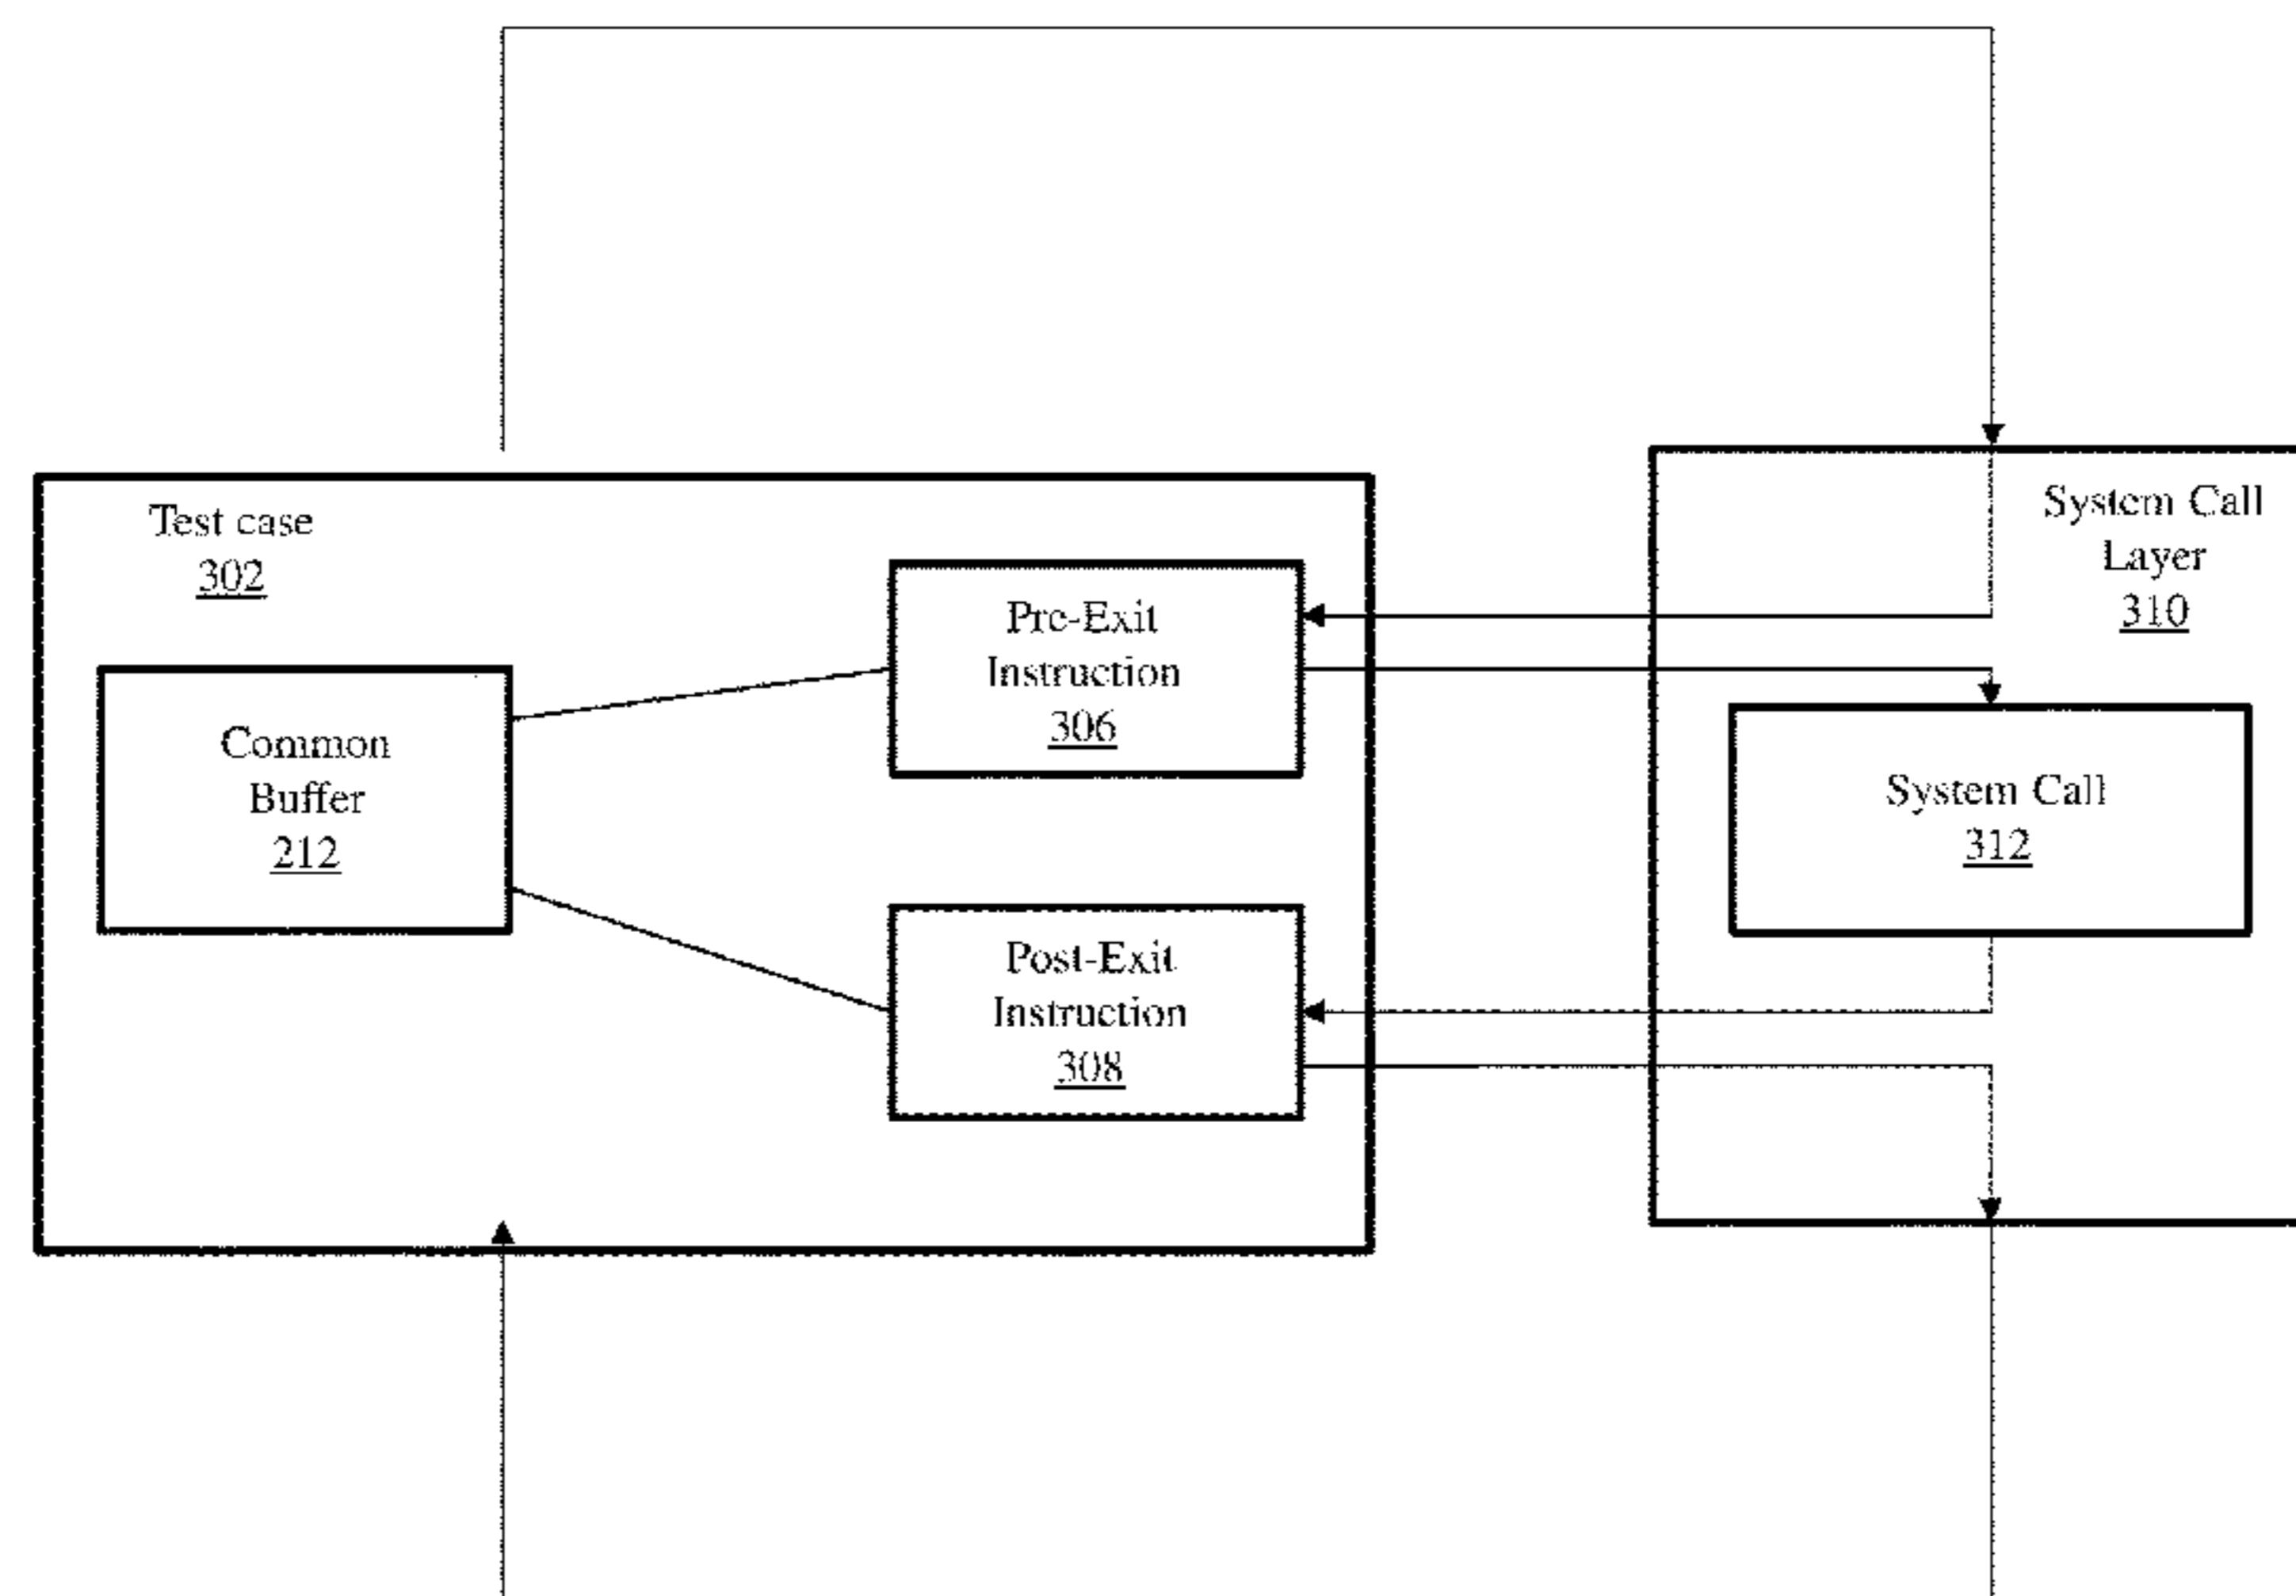 Test case
302
Common
Buffer
212
Pre-Exit
Instruction
306
Post-Exit
Instruction
308
System Call
Layer
310
System Call
312